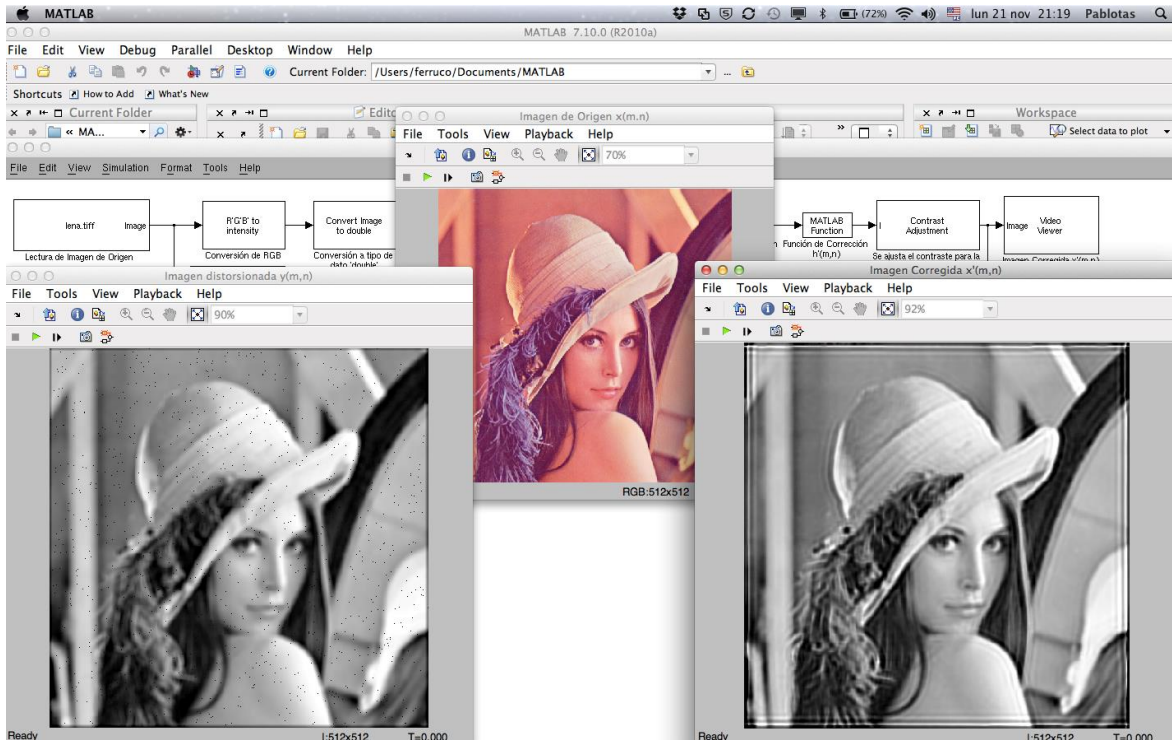 MATLAB (72%) lun 21 nov 21:19 Pablotas
MATLAB 7.10.0 (R2010a)
File Edit View Debug Parallel Desktop Window Help
Current Folder: /Users/ferruco/Documents/MATLAB
Shortcuts How to Add What's New
Current Folder Edito Workspace
« MA... » Select data to plot
File Edit View Simulation Format Tools Help
Imagen de Origen x(m.n)
File Tools View Playback Help
70%
RGB:512x512
lena.tiff Image
Lectura de Imagen de Origen
R'G'B' to
intensity
Conversión de RGB
Convert Image
to double
Conversión a tipo de
dato 'double'
MATLAB
Function
n Función de Corrección
h'(m,n)
I Contrast
Adjustment
Se ajusta el contraste para la
Image Video
Viewer
Imagen Corregida x'(m,n)
Imagen distorsionada y(m,n)
File Tools View Playback Help
90%
Ready I:512x512 T=0.000
Imagen Corregida x'(m,n)
File Tools View Playback Help
92%
Ready I:512x512 T=0.000